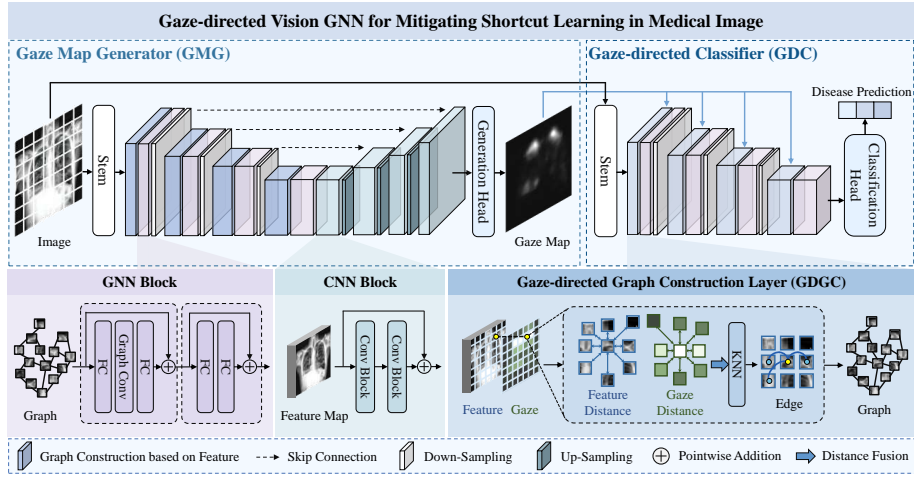 Gaze-directed Vision GNN for Mitigating Shortcut Learning in Medical Image
Gaze Map Generator (GMG)
Image
Stem
Generation Head
Gaze Map
Gaze-directed Classifier (GDC)
Stem
Disease Prediction
Classification
Head
GNN Block
Graph
FC
Graph Conv
FC
FC
FC
CNN Block
Feature Map
Conv Block
Conv Block
Gaze-directed Graph Construction Layer (GDGC)
Feature
Gaze
Feature
Distance
Gaze
Distance
KNN
Edge
Graph
Graph Construction based on Feature
Skip Connection
Down-Sampling
Up-Sampling
Pointwise Addition
Distance Fusion